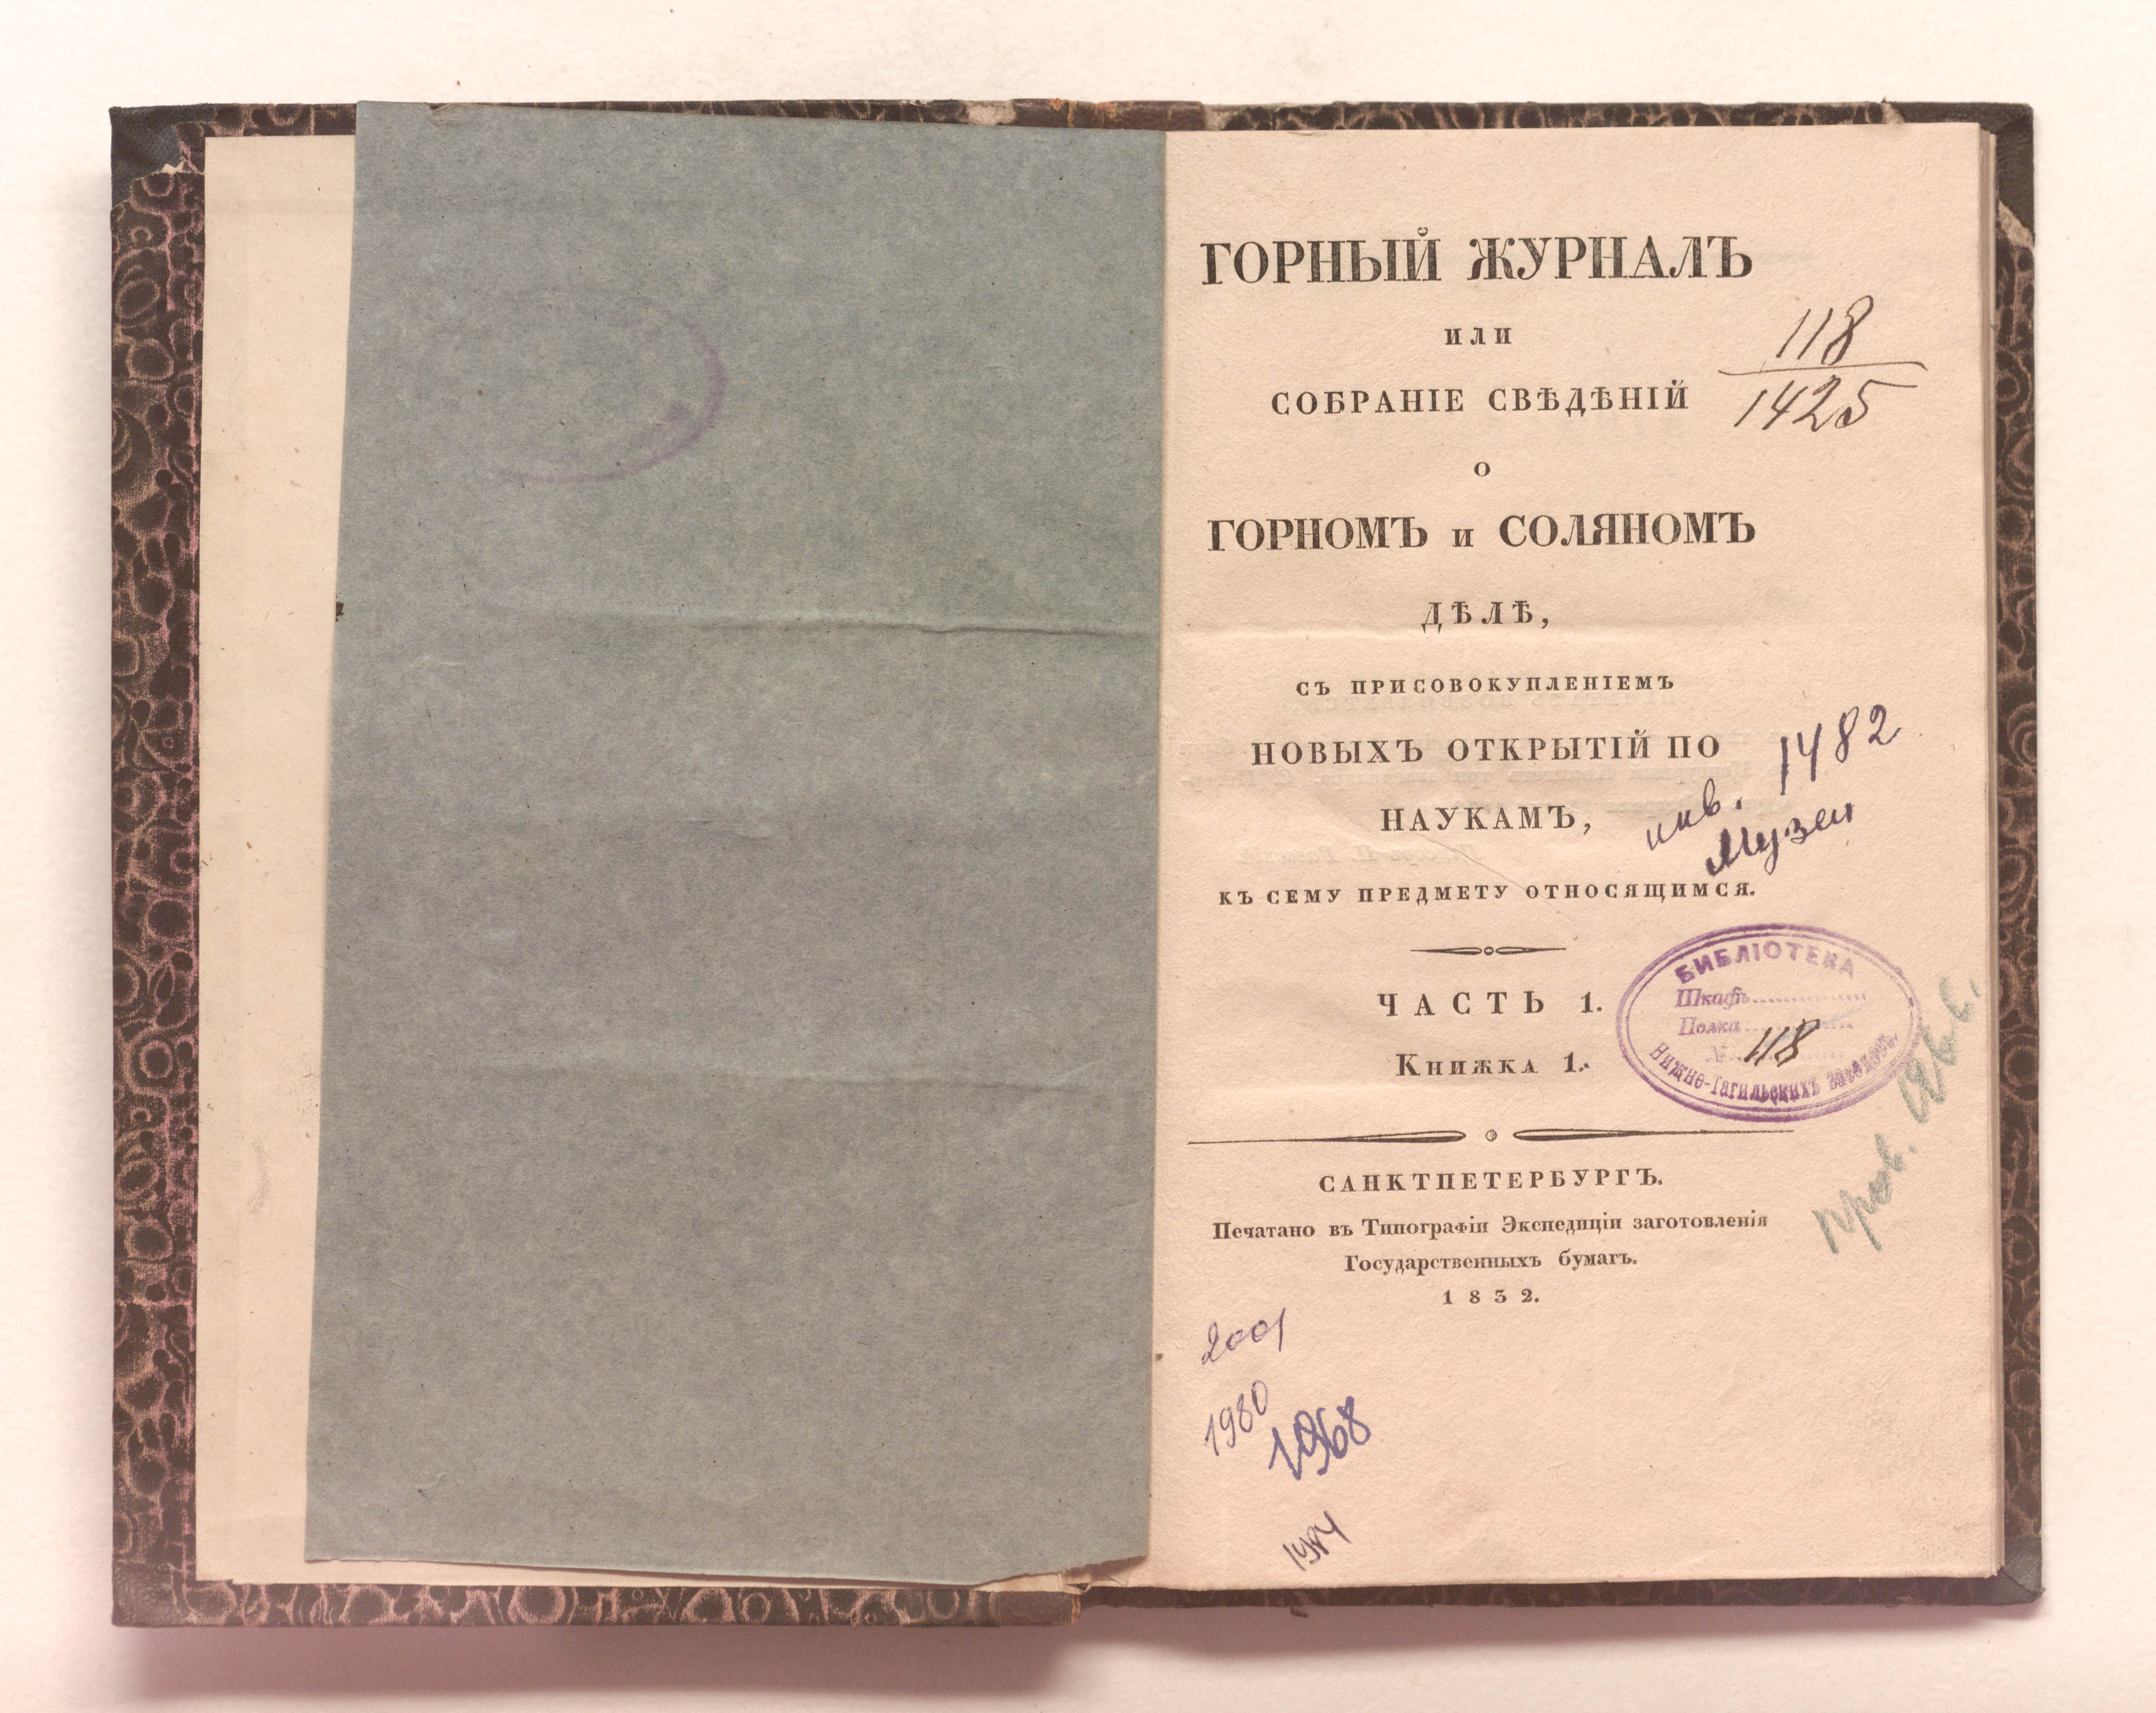 ГОРНЫЙ ЖУРНАЛЪ
или
СОБРАНІЕ СВѢДѢНІЙ
о
ГОРНОМЪ и СОЛЯНОМЪ
ДѢЛѢ,
СЪ ПРИСОВОКУПЛЕНІЕМЪ
НОВЫХЪ ОТКРЫТІЙ ПО
НАУКАМЪ,
КЪ СЕМУ ПРЕДМЕТУ ОТНОСЯЩИМСЯ.
ЧАСТЬ 1.
Книжка 1.
САНКТПЕТЕРБУРГЪ.
Печатано въ Типографіи Экспедиціи заготовленія
Государственныхъ бумагъ.
1832.
118
1425
инв. 1482
Музея
БИБЛІОТЕКА
Шкафъ
Полка
№ 118
Нижне-Тагильскихъ заводовъ.
пров.
2001
1980
1968